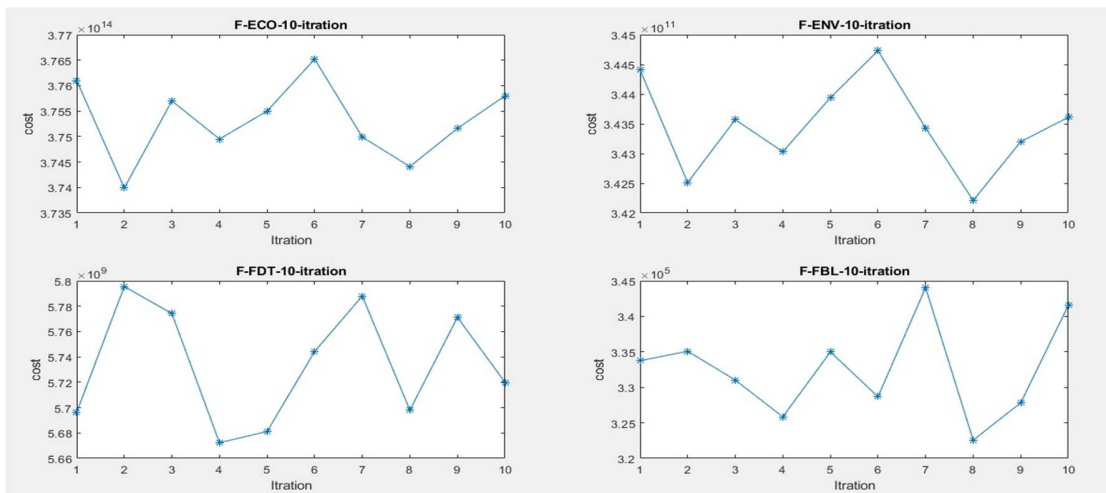 F-ECO-10-itration
×10^14
3.77
3.765
3.76
3.755
3.75
3.745
3.74
3.735
cost
1 2 3 4 5 6 7 8 9 10
Itration
F-ENV-10-itration
×10^11
3.45
3.445
3.44
3.435
3.43
3.425
3.42
cost
1 2 3 4 5 6 7 8 9 10
Itration
F-FDT-10-itration
×10^9
5.8
5.78
5.76
5.74
5.72
5.7
5.68
5.66
cost
1 2 3 4 5 6 7 8 9 10
Itration
F-FBL-10-itration
×10^5
3.45
3.4
3.35
3.3
3.25
3.2
cost
1 2 3 4 5 6 7 8 9 10
Itration